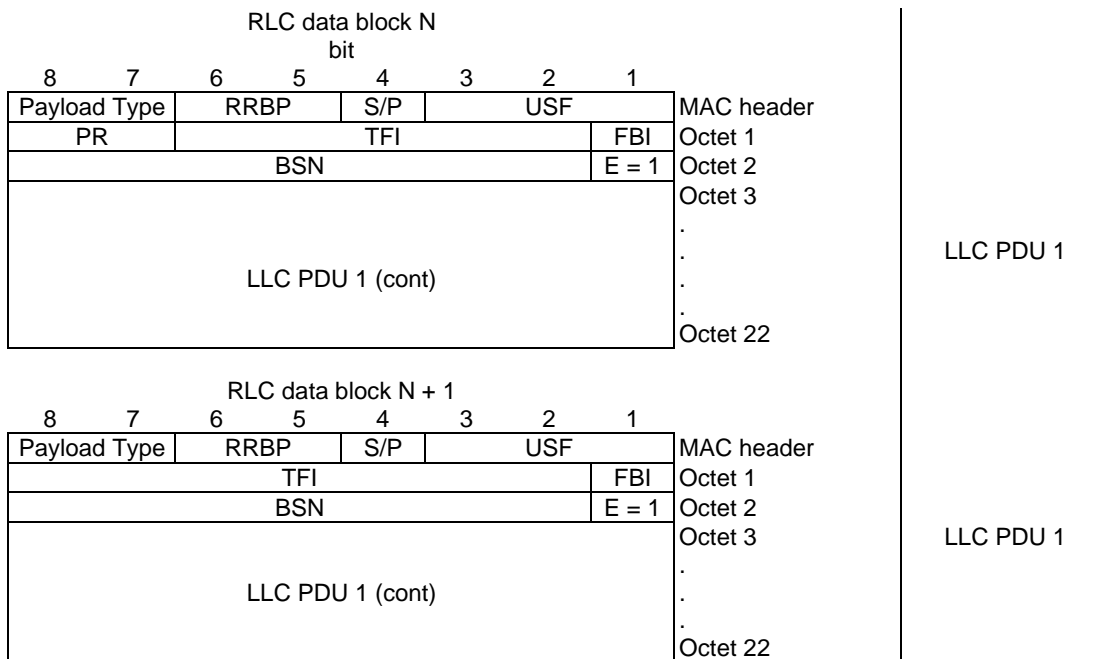 RLC data block N
bit
8 7 6 5 4 3 2 1
Payload Type RRBP S/P USF MAC header
PR TFI FBI Octet 1
BSN E = 1 Octet 2
Octet 3
.
.
LLC PDU 1
LLC PDU 1 (cont)
.
.
Octet 22
RLC data block N + 1
8 7 6 5 4 3 2 1
Payload Type RRBP S/P USF MAC header
TFI FBI Octet 1
BSN E = 1 Octet 2
Octet 3 LLC PDU 1
.
LLC PDU 1 (cont) .
.
Octet 22